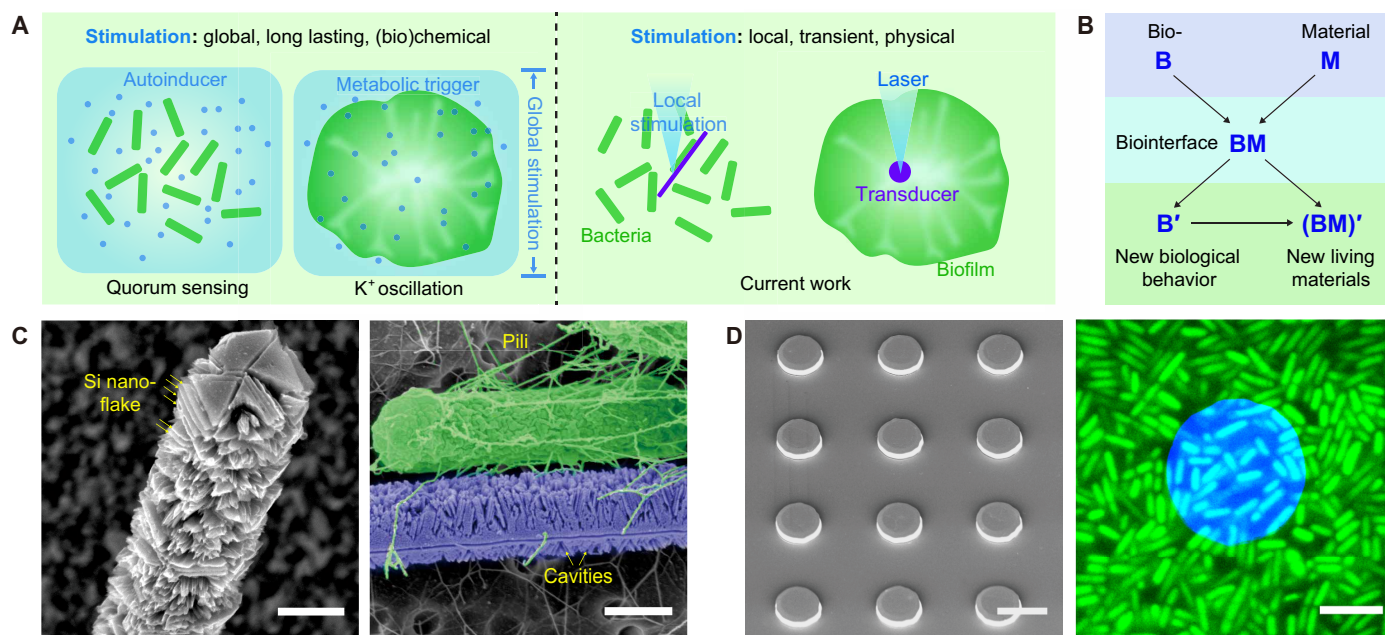 A
Stimulation: global, long lasting, (bio)chemical
Autoinducer
Metabolic trigger
Global stimulation
Quorum sensing
K+ oscillation
Stimulation: local, transient, physical
Local
stimulation
Laser
Transducer
Bacteria
Biofilm
Current work
B
Bio-
B
Material
M
Biointerface
BM
B′
(BM)′
New biological
behavior
New living
materials
C
Si nano-
flake
Pili
Cavities
D